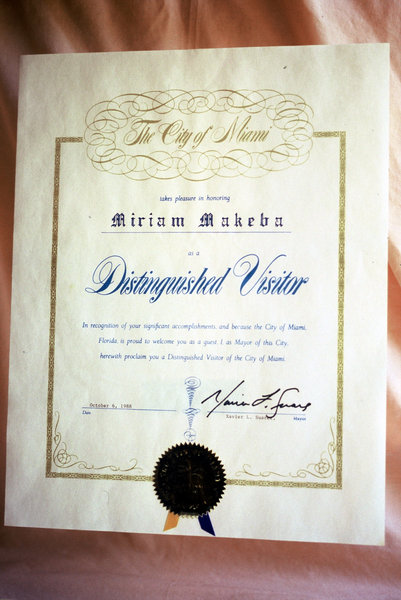 The City of Miami
takes pleasure in honoring
Miriam Makeba
as a
Distinguished Visitor
In recognition of your significant accomplishments, and because the City of Miami,
Florida, is proud to welcome you as a guest, I, as Mayor of this City,
herewith proclaim you a Distinguished Visitor of the City of Miami.
October 6, 1988
Date
Xavier L. Suarez
Mayor